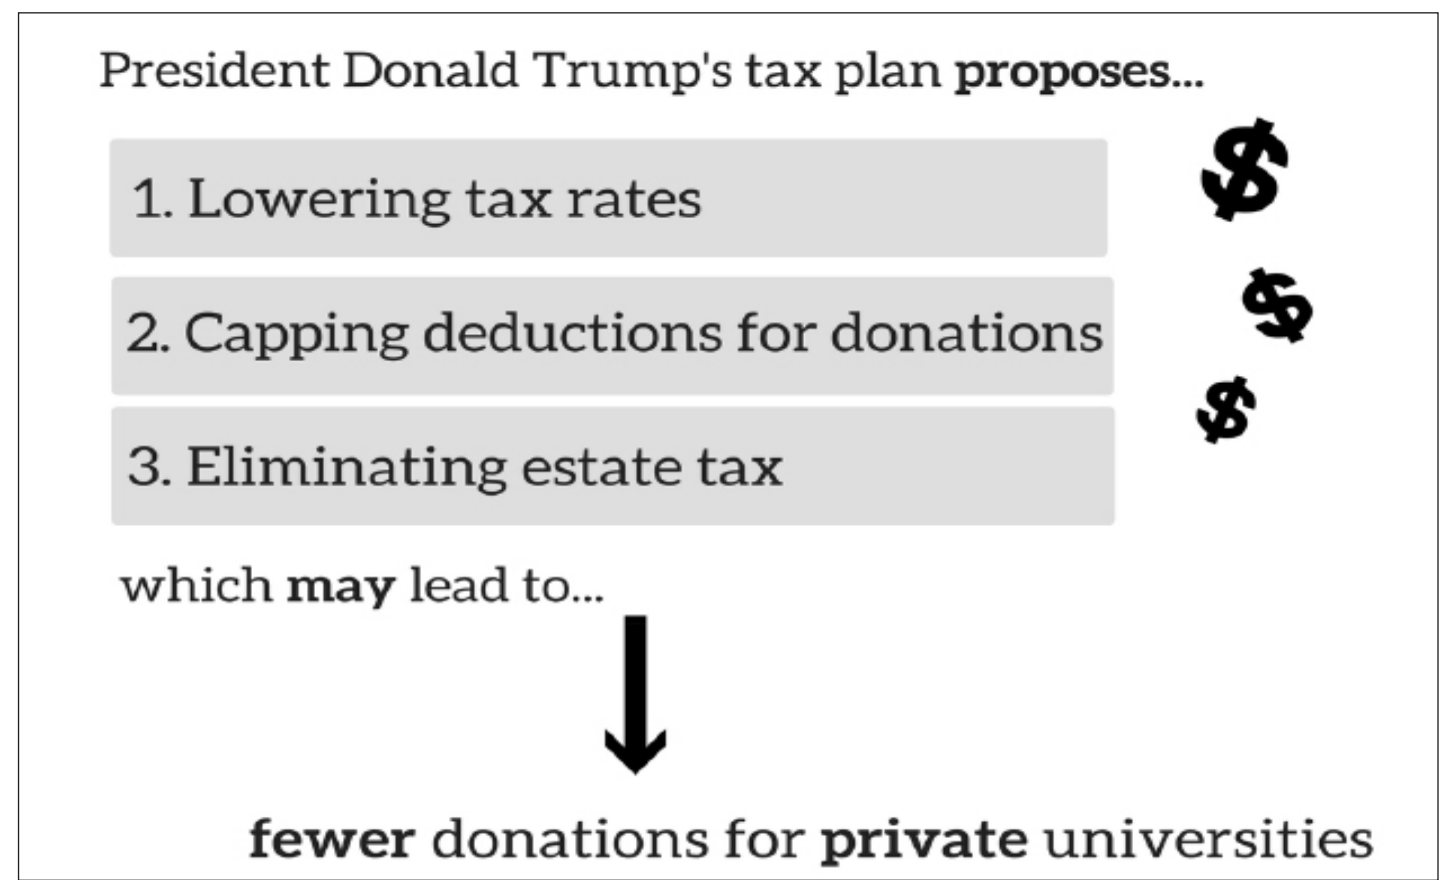 President Donald Trump's tax plan proposes...
1. Lowering tax rates
$
2. Capping deductions for donations
$
$
3. Eliminating estate tax
which may lead to...
fewer donations for private universities